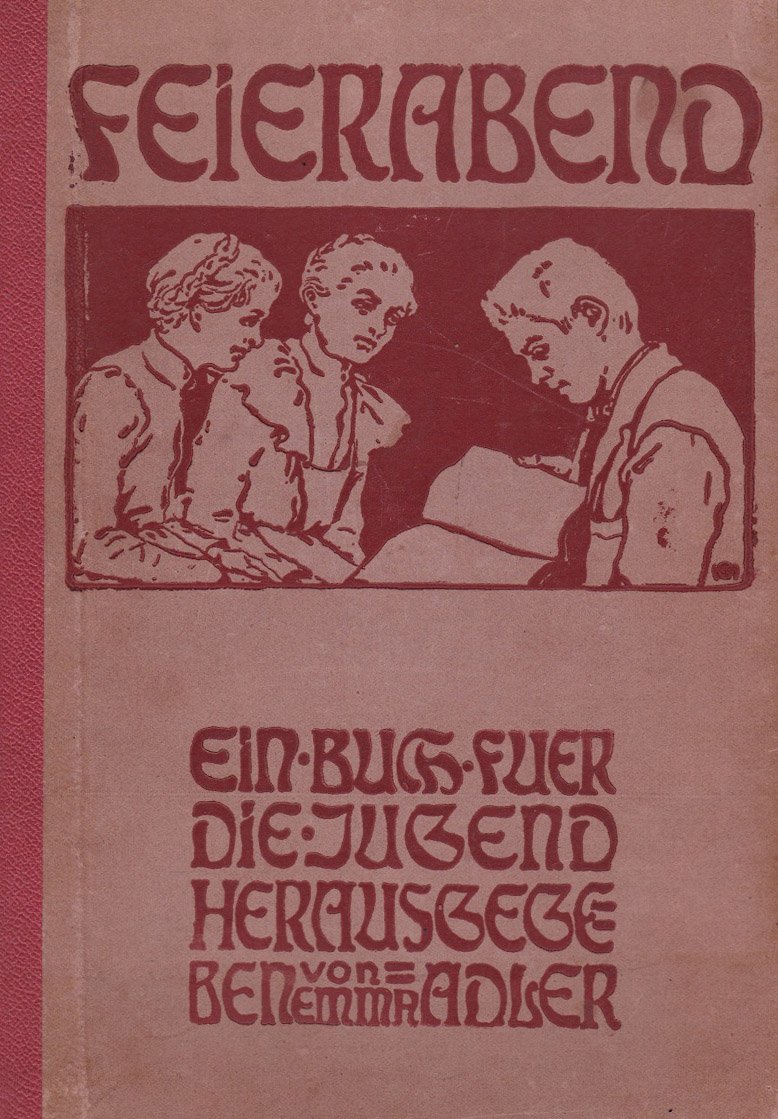 FEiERABEND
EiN·BUCH·FUER
DiE·JUGEND
HERAUSGEGE=
BEN VON = EMMA ADLER